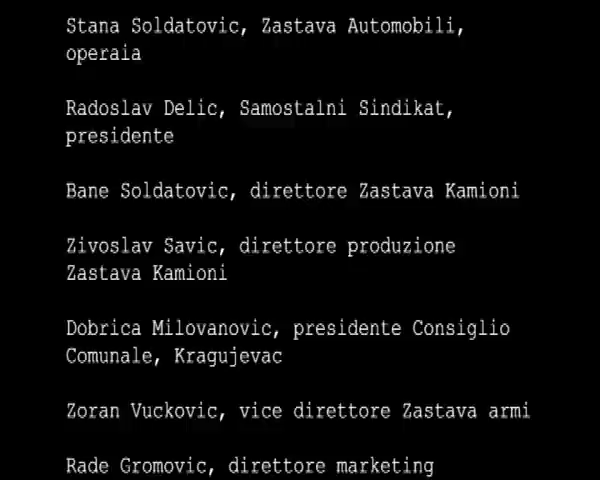 Stana Soldatovic, Zastava Automobili,
operaia
Radoslav Delic, Samostalni Sindikat,
presidente
Bane Soldatovic, direttore Zastava Kamioni
Zivoslav Savic, direttore produzione
Zastava Kamioni
Dobrica Milovanovic, presidente Consiglio
Comunale, Kragujevac
Zoran Vuckovic, vice direttore Zastava armi
Rade Gromovic, direttore marketing